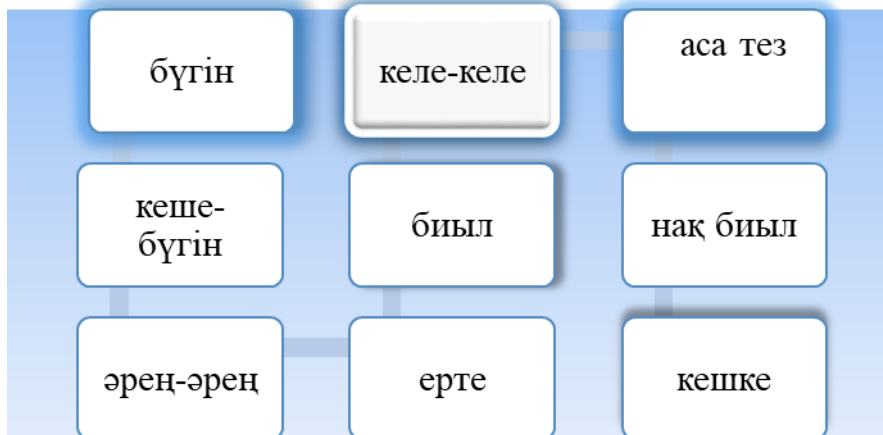 бүгін
келе-келе
аса тез
кеше-
бүгін
биыл
нақ биыл
әрең-әрең
ерте
кешке